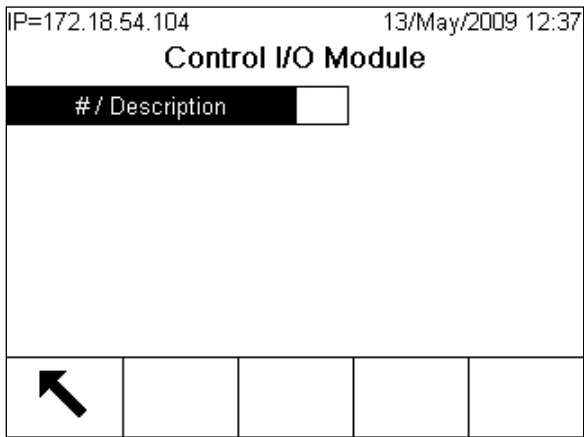 IP=172.18.54.104 13/May/2009 12:37
Control I/O Module
# / Description